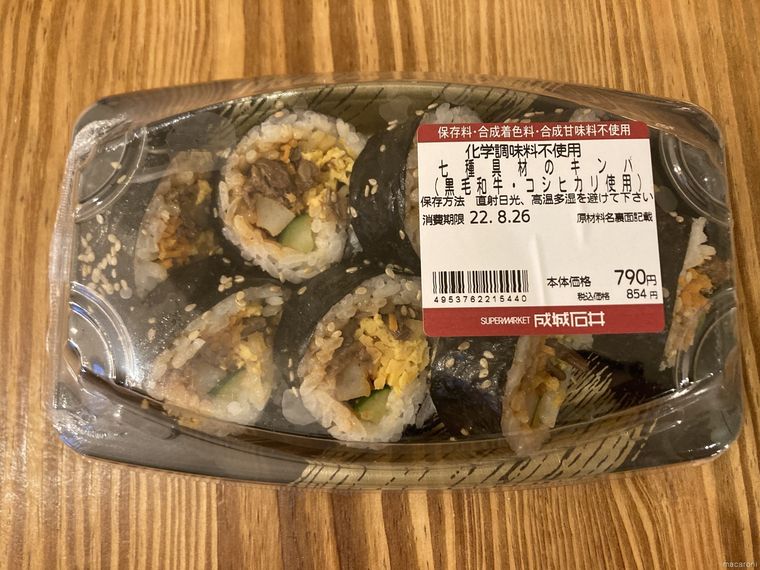 保存料・合成着色料・合成甘味料不使用
化学調味料不使用
七種具材のキンパ
(黒毛和牛・コシヒカリ使用)
保存方法 直射日光、高温多湿を避けて下さい
消費期限 22.8.26 原材料名裏面記載
本体価格 790円
税込価格 854円
4953762215440
SUPERMARKET 成城石井
macaroni